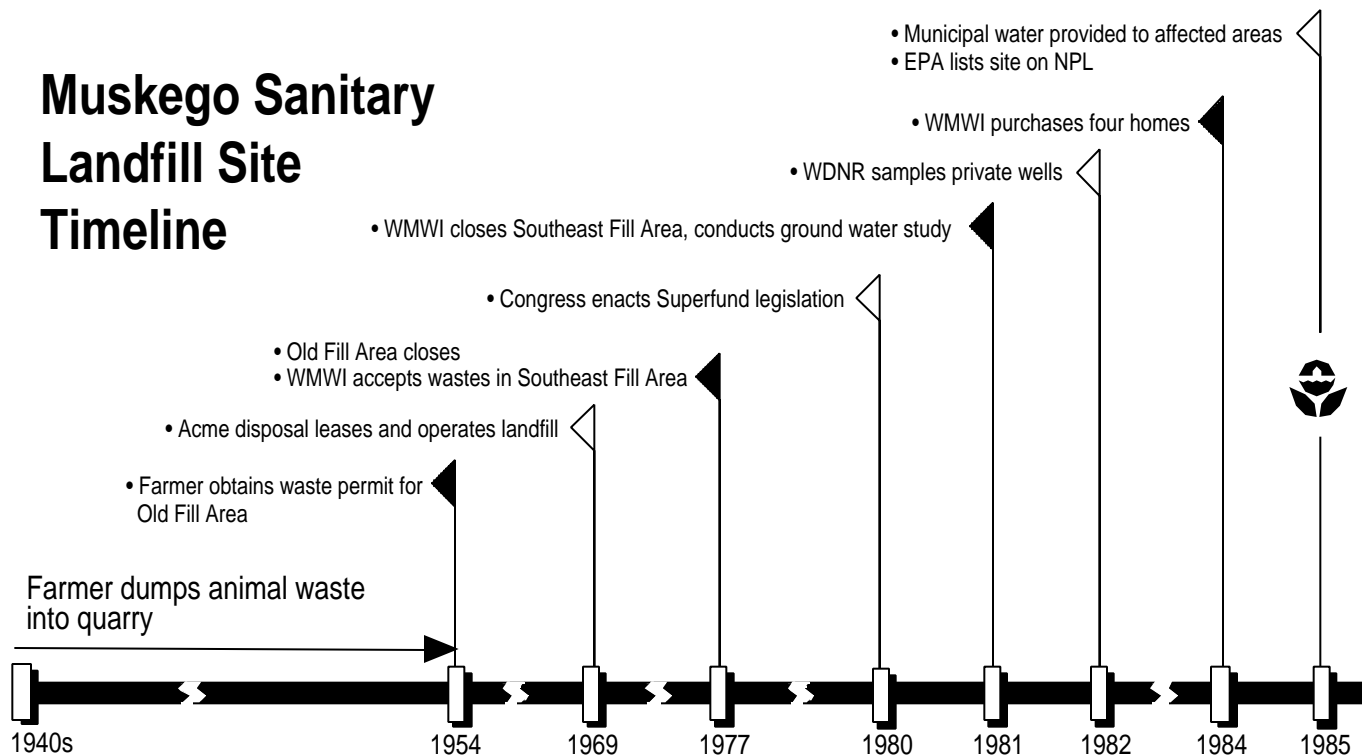 Muskego Sanitary
Landfill Site
Timeline
• Municipal water provided to affected areas
• EPA lists site on NPL
• WMWI purchases four homes
• WDNR samples private wells
• WMWI closes Southeast Fill Area, conducts ground water study
• Congress enacts Superfund legislation
• Old Fill Area closes
• WMWI accepts wastes in Southeast Fill Area
• Acme disposal leases and operates landfill
• Farmer obtains waste permit for
Old Fill Area
Farmer dumps animal waste
into quarry
1940s 1954 1969 1977 1980 1981 1982 1984 1985